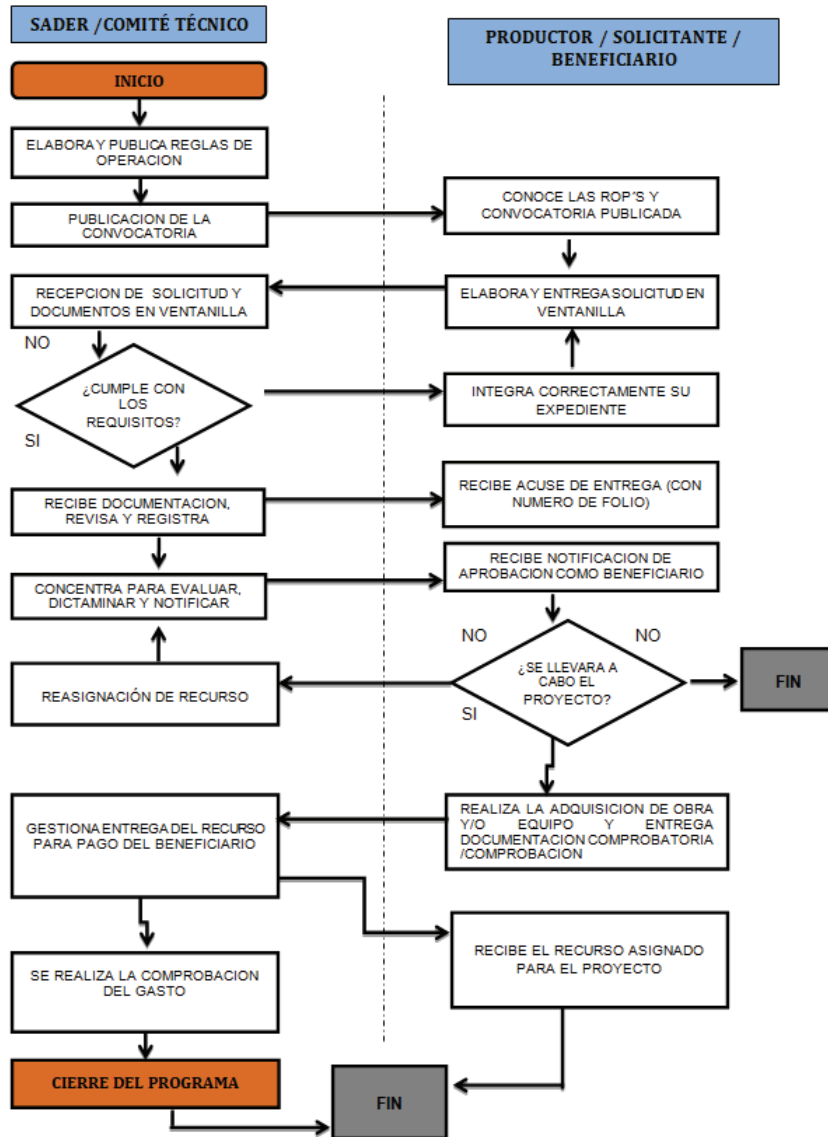 SADER /COMITÉ TÉCNICO
PRODUCTOR / SOLICITANTE /
BENEFICIARIO
INICIO
ELABORA Y PUBLICA REGLAS DE
OPERACION
PUBLICACION DE LA
CONVOCATORIA
CONOCE LAS ROP´S Y
CONVOCATORIA PUBLICADA
RECEPCION DE SOLICITUD Y
DOCUMENTOS EN VENTANILLA
ELABORA Y ENTREGA SOLICITUD EN
VENTANILLA
NO
¿CUMPLE CON
LOS
REQUISITOS?
SI
INTEGRA CORRECTAMENTE SU
EXPEDIENTE
RECIBE DOCUMENTACION,
REVISA Y REGISTRA
RECIBE ACUSE DE ENTREGA (CON
NUMERO DE FOLIO)
CONCENTRA PARA EVALUAR,
DICTAMINAR Y NOTIFICAR
RECIBE NOTIFICACION DE
APROBACION COMO BENEFICIARIO
NO
NO
¿SE LLEVARA A
CABO EL
PROYECTO?
SI
FIN
REASIGNACIÓN DE RECURSO
GESTIONA ENTREGA DEL RECURSO
PARA PAGO DEL BENEFICIARIO
REALIZA LA ADQUISICION DE OBRA
Y/O EQUIPO Y ENTREGA
DOCUMENTACION COMPROBATORIA
/COMPROBACION
RECIBE EL RECURSO ASIGNADO
PARA EL PROYECTO
SE REALIZA LA COMPROBACION
DEL GASTO
CIERRE DEL PROGRAMA
FIN